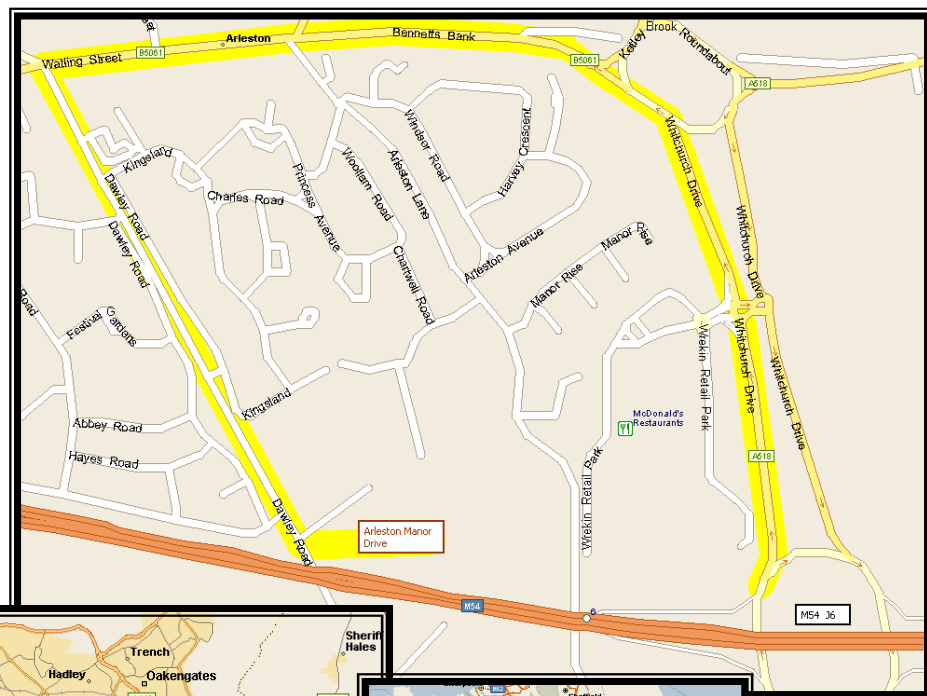 B5061
Arleston
Bennetts Bank
Watling Street
B5061
Ketley Brook Roundabout
A518
Kingsland
Dawley Road
Dawley Road
Charles Road
Princess Avenue
Woollam Road
Arleston Lane
Windsor Road
Harvey Crescent
Whitchurch Drive
Whitchurch Drive
Arleston Avenue
Manor Rise
Manor Rise
Chartwell Road
Road
Festival Gardens
Kingsland
Abbey Road
Hayes Road
Wrekin Retail Park
Whitchurch Drive
Whitchurch Drive
McDonald's
Restaurants
Wrekin Retail Park
A518
Dawley Road
Arleston Manor
Drive
M54
6
M54 J6
Sheriff
Hales
Trench
Hadley
Oakengates
M62